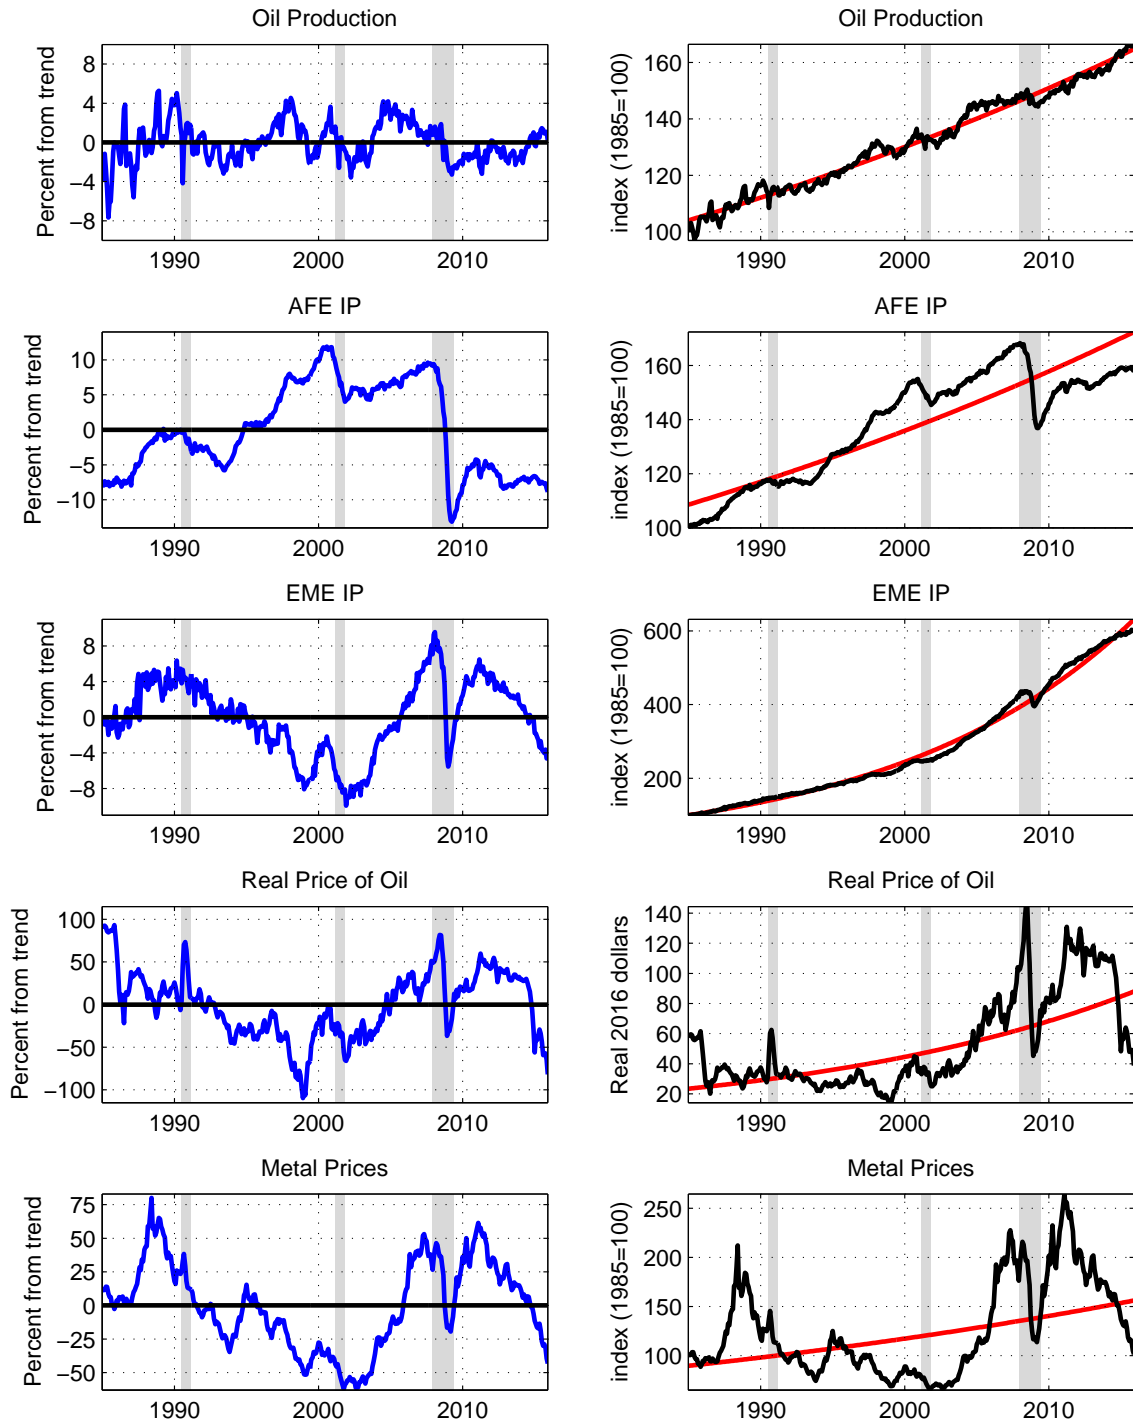 Oil Production
Percent from trend
8
4
0
−4
−8
1990 2000 2010
Oil Production
index (1985=100)
160
140
120
100
1990 2000 2010
AFE IP
Percent from trend
10
5
0
−5
−10
1990 2000 2010
AFE IP
index (1985=100)
160
140
120
100
1990 2000 2010
EME IP
Percent from trend
8
4
0
−4
−8
1990 2000 2010
EME IP
index (1985=100)
600
400
200
1990 2000 2010
Real Price of Oil
Percent from trend
100
50
0
−50
−100
1990 2000 2010
Real Price of Oil
Real 2016 dollars
140
120
100
80
60
40
20
1990 2000 2010
Metal Prices
Percent from trend
75
50
25
0
−25
−50
1990 2000 2010
Metal Prices
index (1985=100)
250
200
150
100
1990 2000 2010